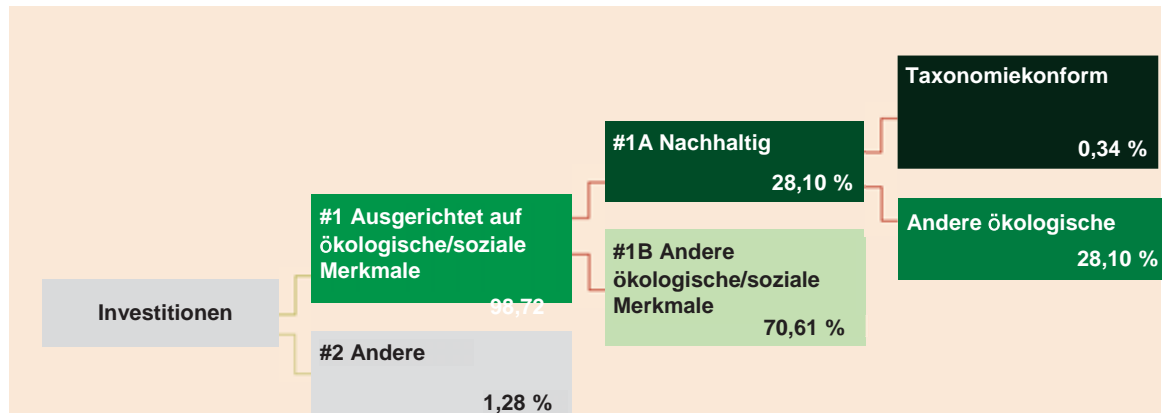 Investitionen
#1 Ausgerichtet auf
ökologische/soziale
Merkmale
98,72
#2 Andere
1,28 %
#1A Nachhaltig
28,10 %
#1B Andere
ökologische/soziale
Merkmale
70,61 %
Taxonomiekonform
0,34 %
Andere ökologische
28,10 %